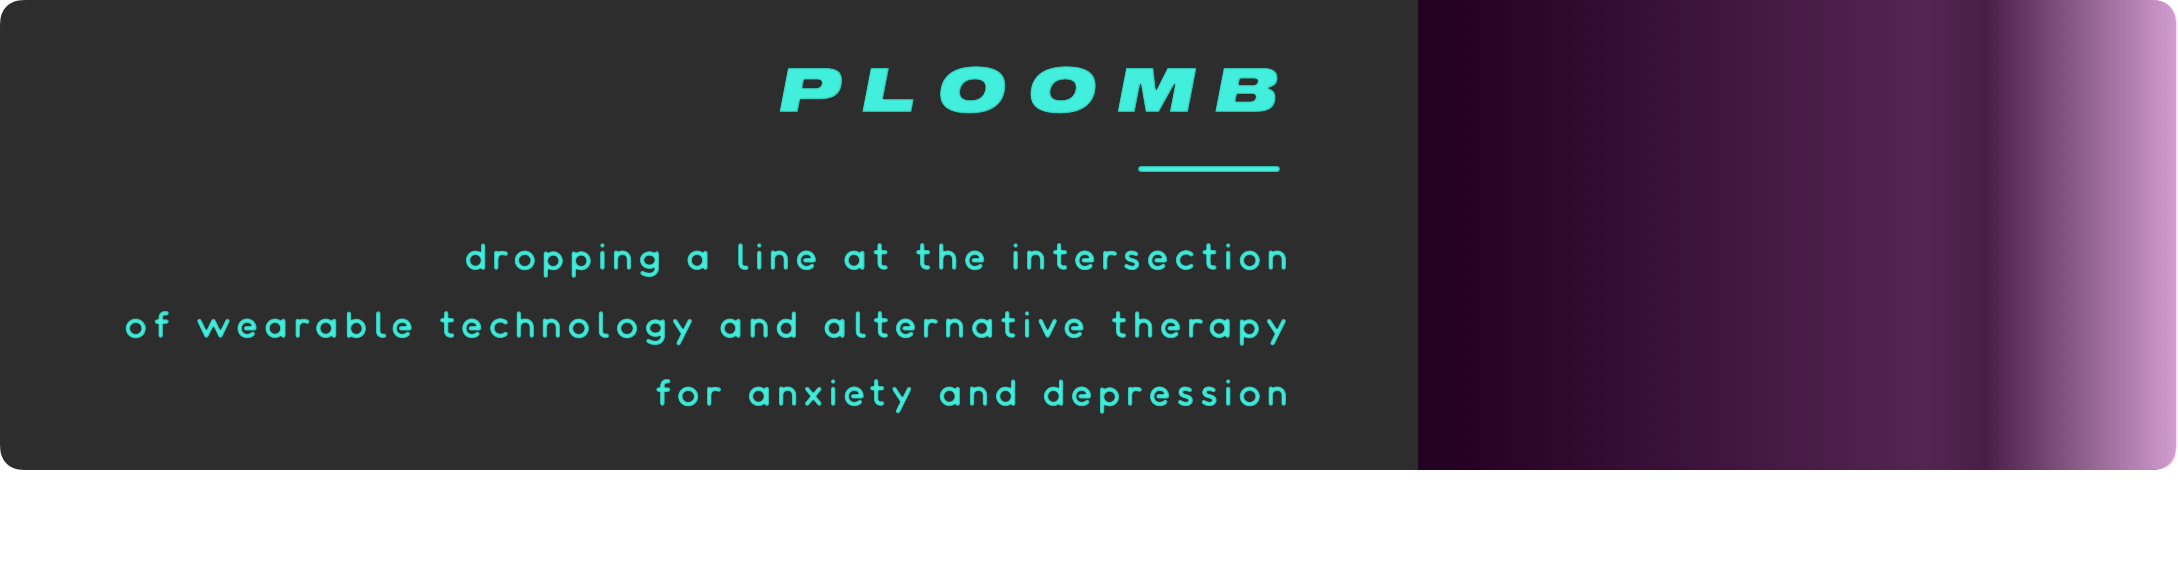 PLOOMB
dropping a line at the intersection
of wearable technology and alternative therapy
for anxiety and depression